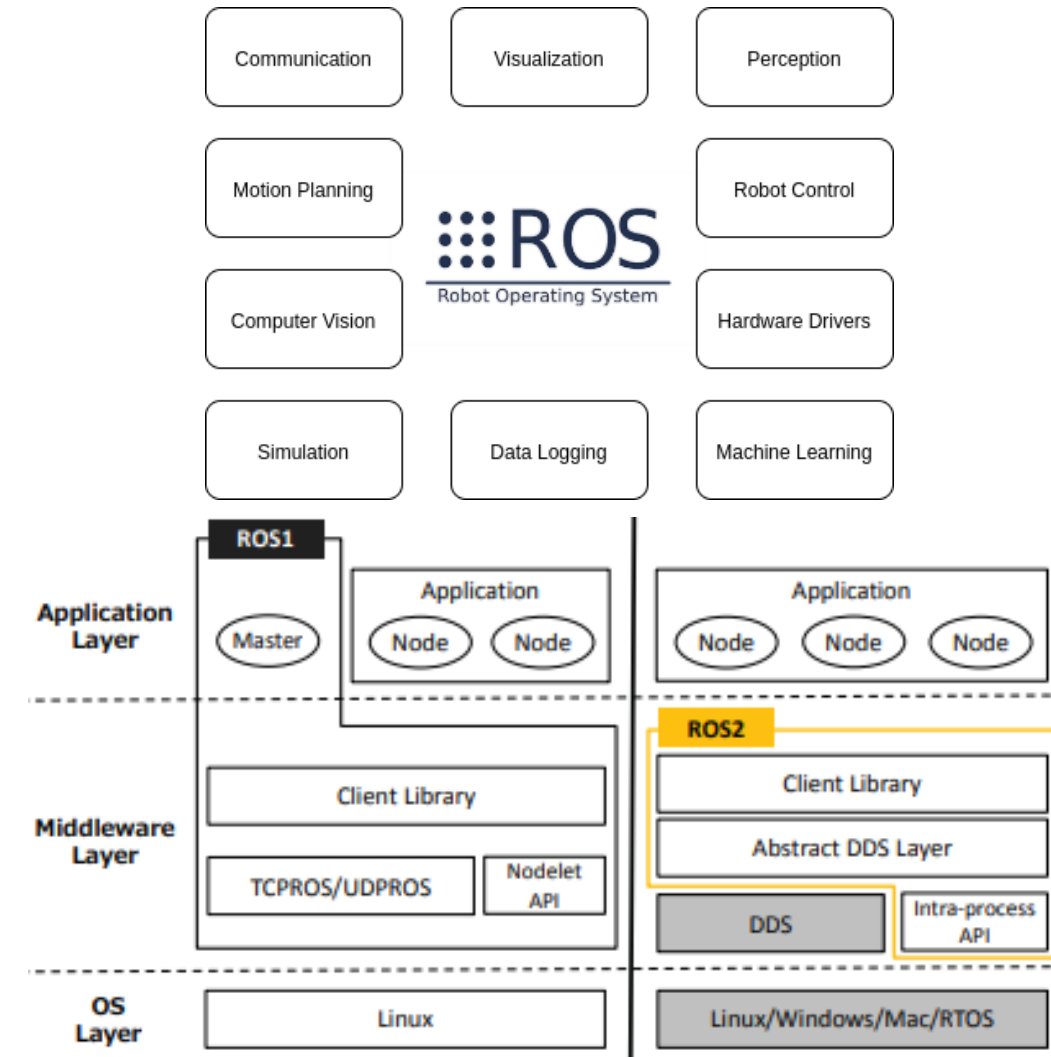 Communication
Visualization
Perception
Motion Planning
Robot Control
ROS
Robot Operating System
Computer Vision
Hardware Drivers
Simulation
Data Logging
Machine Learning
ROS1
Application
Layer
Master
Application
Node
Node
Application
Node
Node
Node
ROS2
Middleware
Layer
Client Library
TCPROS/UDPROS
Nodelet
API
Client Library
Abstract DDS Layer
DDS
Intra-process
API
OS
Layer
Linux
Linux/Windows/Mac/RTOS